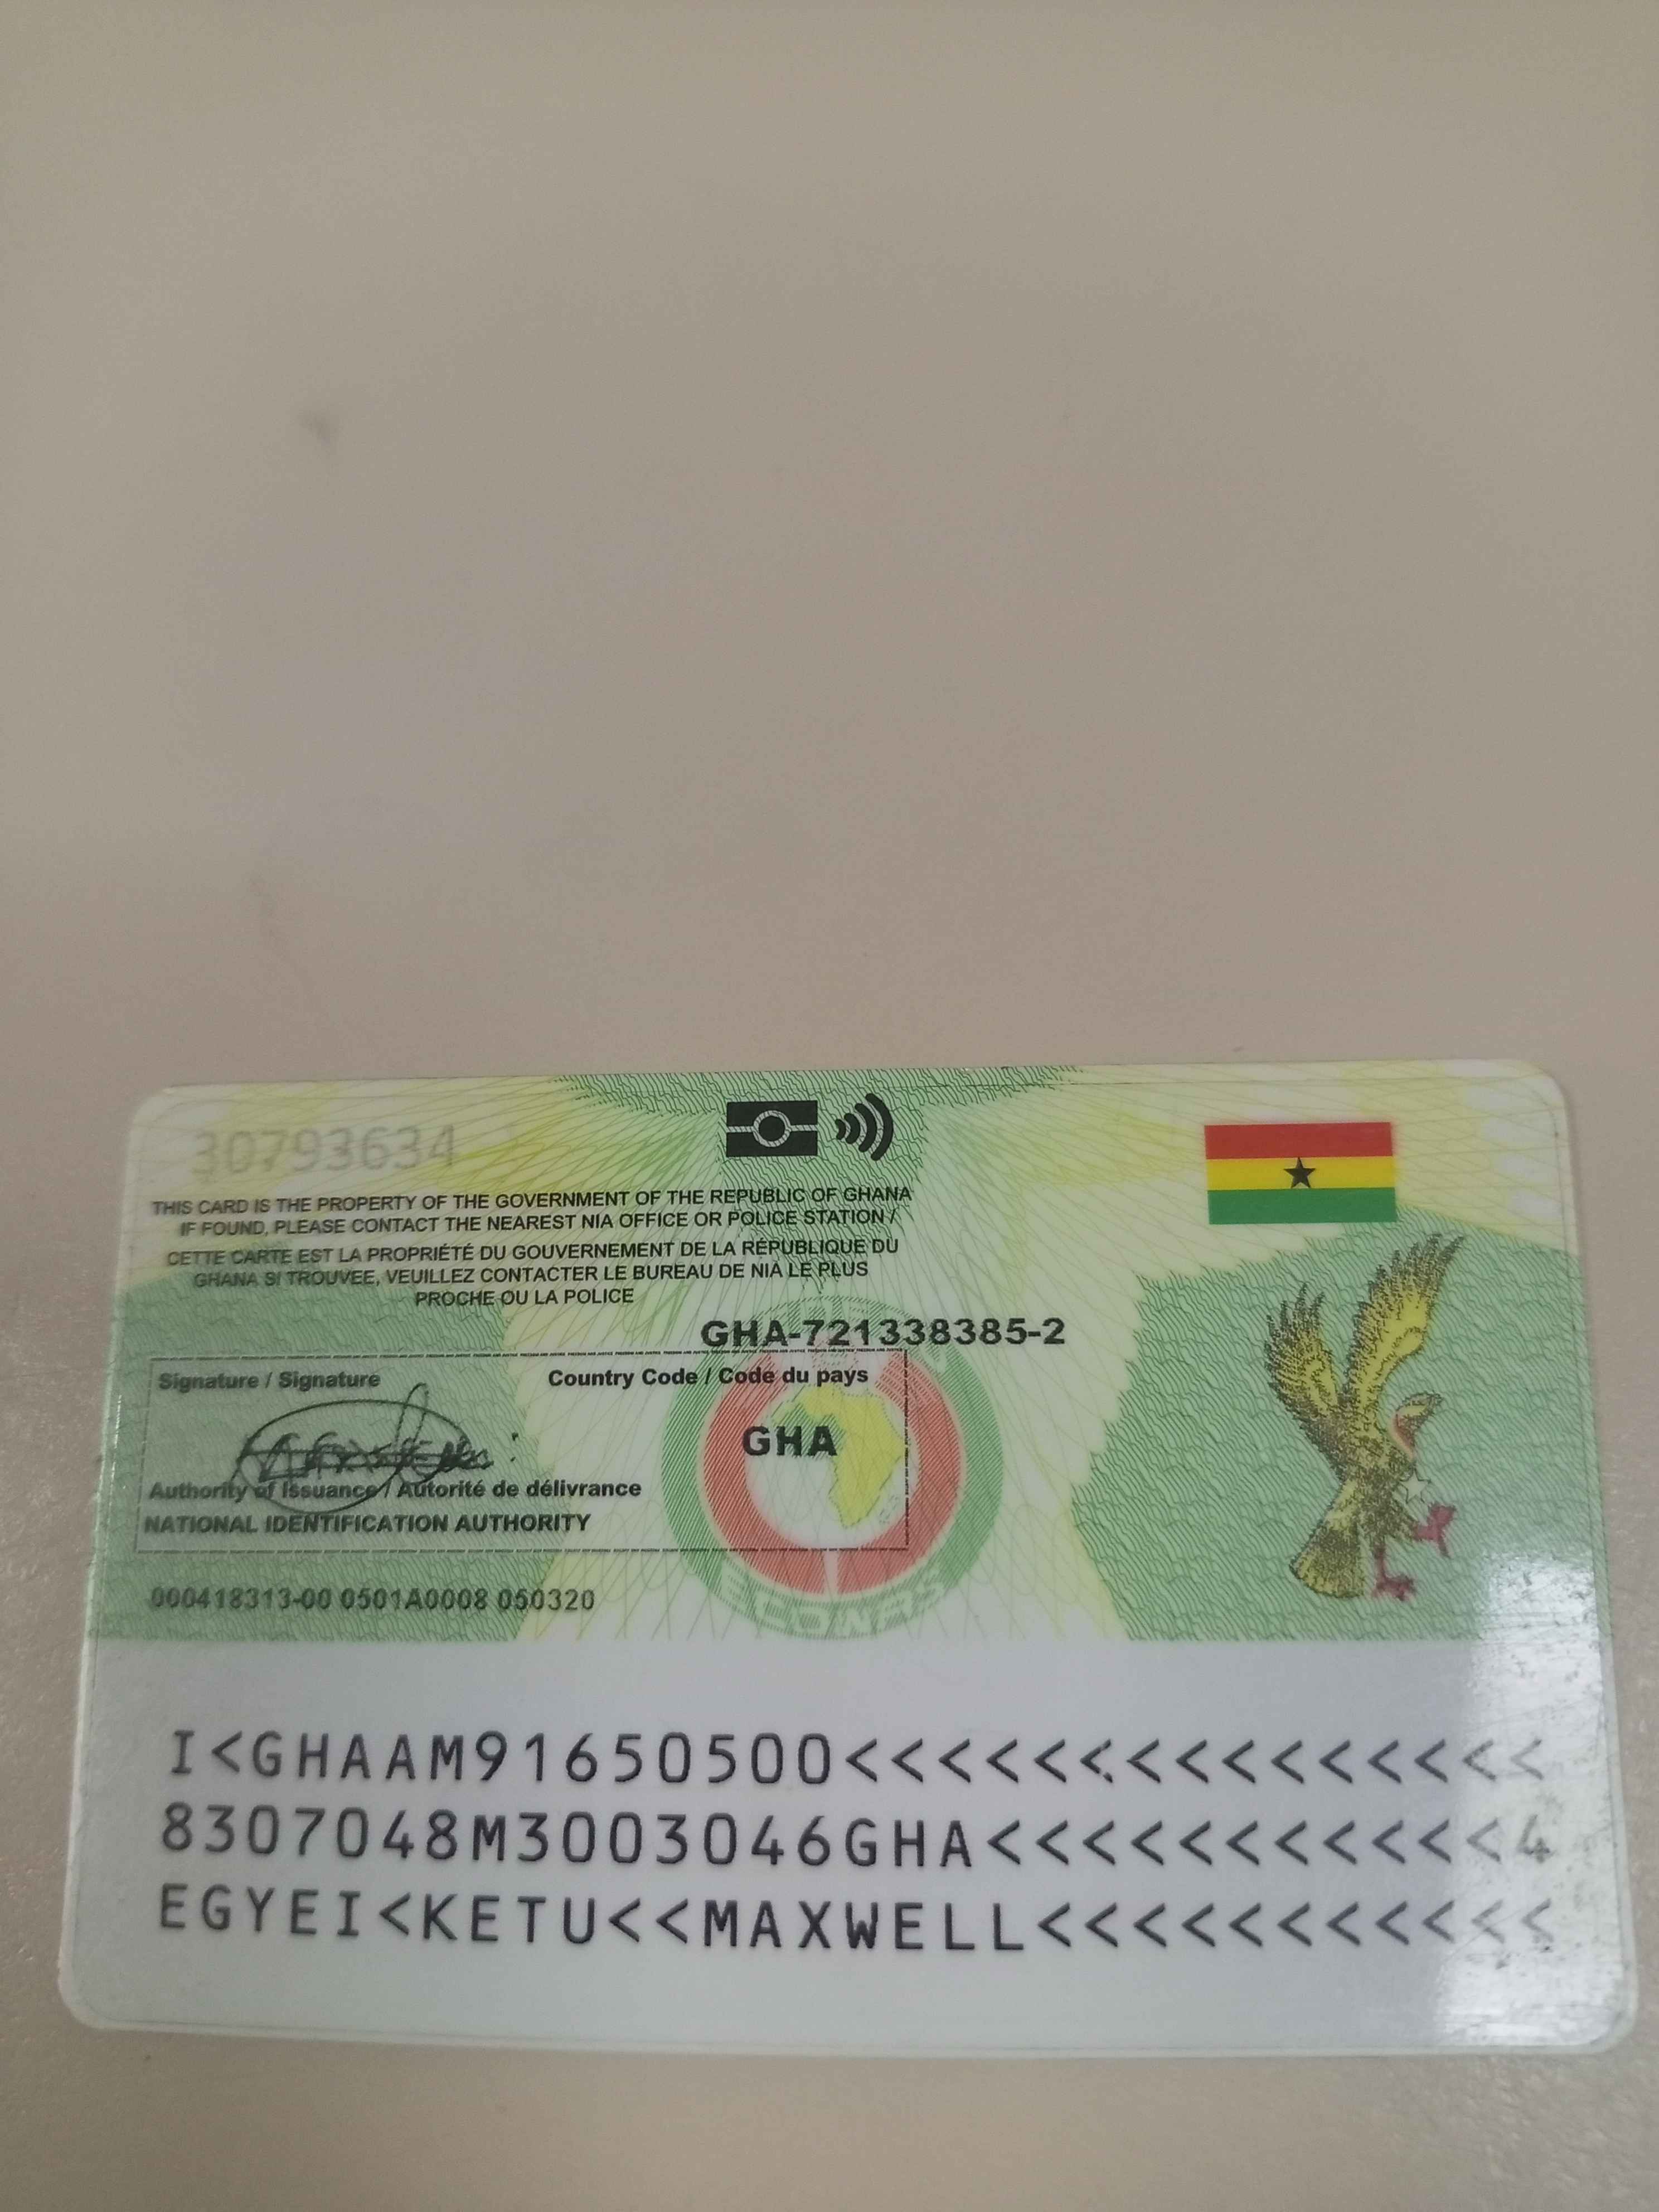 30793634
THIS CARD IS THE PROPERTY OF THE GOVERNMENT OF THE REPUBLIC OF GHANA
IF FOUND, PLEASE CONTACT THE NEAREST NIA OFFICE OR POLICE STATION /
CETTE CARTE EST LA PROPRIÉTÉ DU GOUVERNEMENT DE LA RÉPUBLIQUE DU
GHANA SI TROUVEE, VEUILLEZ CONTACTER LE BUREAU DE NIA LE PLUS
PROCHE OU LA POLICE
GHA-721338385-2
Signature / Signature
Country Code / Code du pays
GHA
Authority of Issuance / Autorité de délivrance
NATIONAL IDENTIFICATION AUTHORITY
000418313-00 0501A0008 050320
ECOWAS
I<GHAAM91650500<<<<<<<<<<<<<<<
8307048M3003046GHA<<<<<<<<<<<4
EGYEI<KETU<<MAXWELL<<<<<<<<<<<